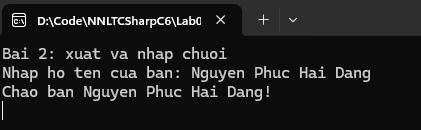 D:\Code\NNLTCSharpC6\Lab0
Bai 2: xuat va nhap chuoi
Nhap ho ten cua ban: Nguyen Phuc Hai Dang
Chao ban Nguyen Phuc Hai Dang!